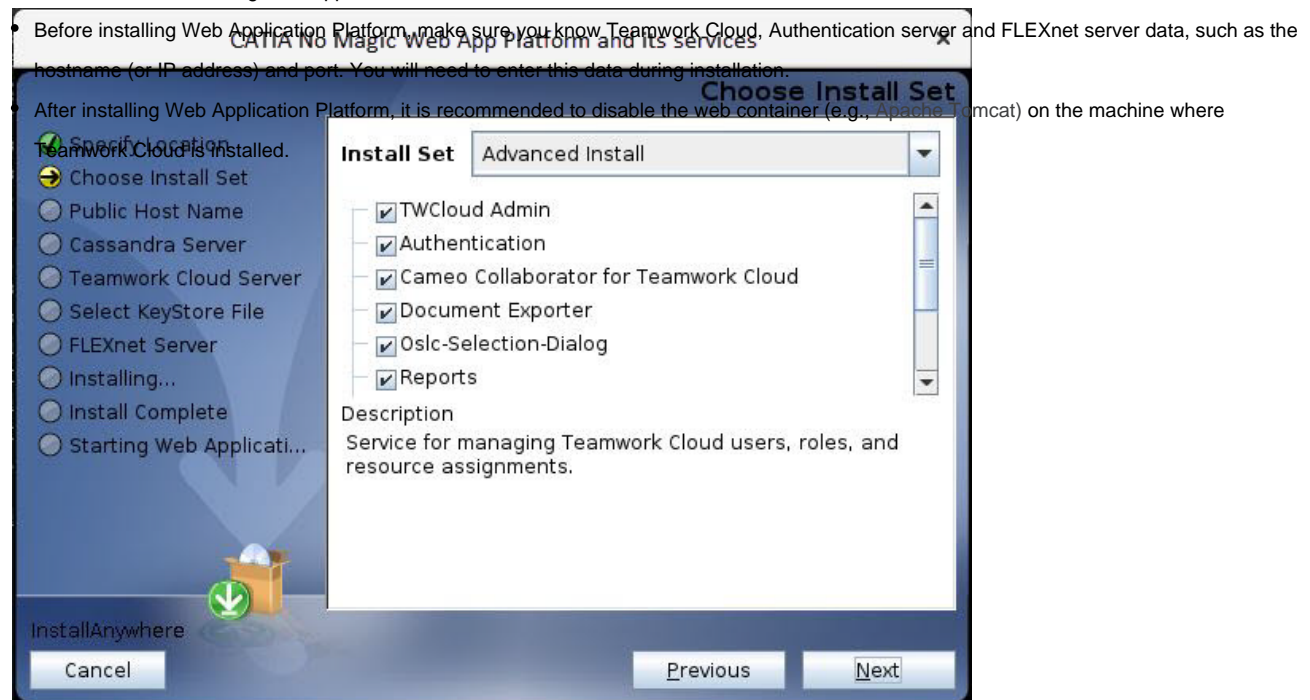 Before installing Web Application Platform, make sure you know Teamwork Cloud, Authentication server and FLEXnet server data, such as the
hostname (or IP address) and port. You will need to enter this data during installation.
After installing Web Application Platform, it is recommended to disable the web container (e.g., Apache Tomcat) on the machine where
Teamwork Cloud is installed.
CATIA No Magic Web App Platform and its services
Choose Install Set
Specify Location
Choose Install Set
Public Host Name
Cassandra Server
Teamwork Cloud Server
Select KeyStore File
FLEXnet Server
Installing...
Install Complete
Starting Web Applicati...
Install Set Advanced Install
TWCloud Admin
Authentication
Cameo Collaborator for Teamwork Cloud
Document Exporter
Oslc-Selection-Dialog
Reports
Description
Service for managing Teamwork Cloud users, roles, and
resource assignments.
InstallAnywhere
Cancel
Previous
Next